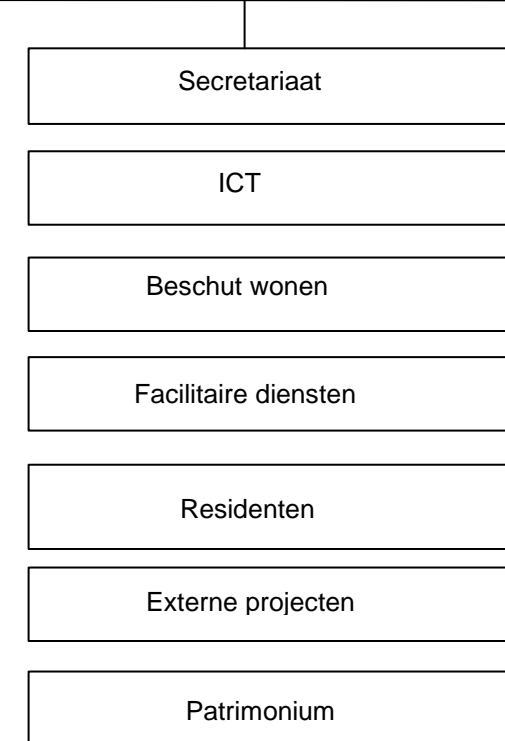 Secretariaat
ICT
Beschut wonen
Facilitaire diensten
Residenten
Externe projecten
Patrimonium